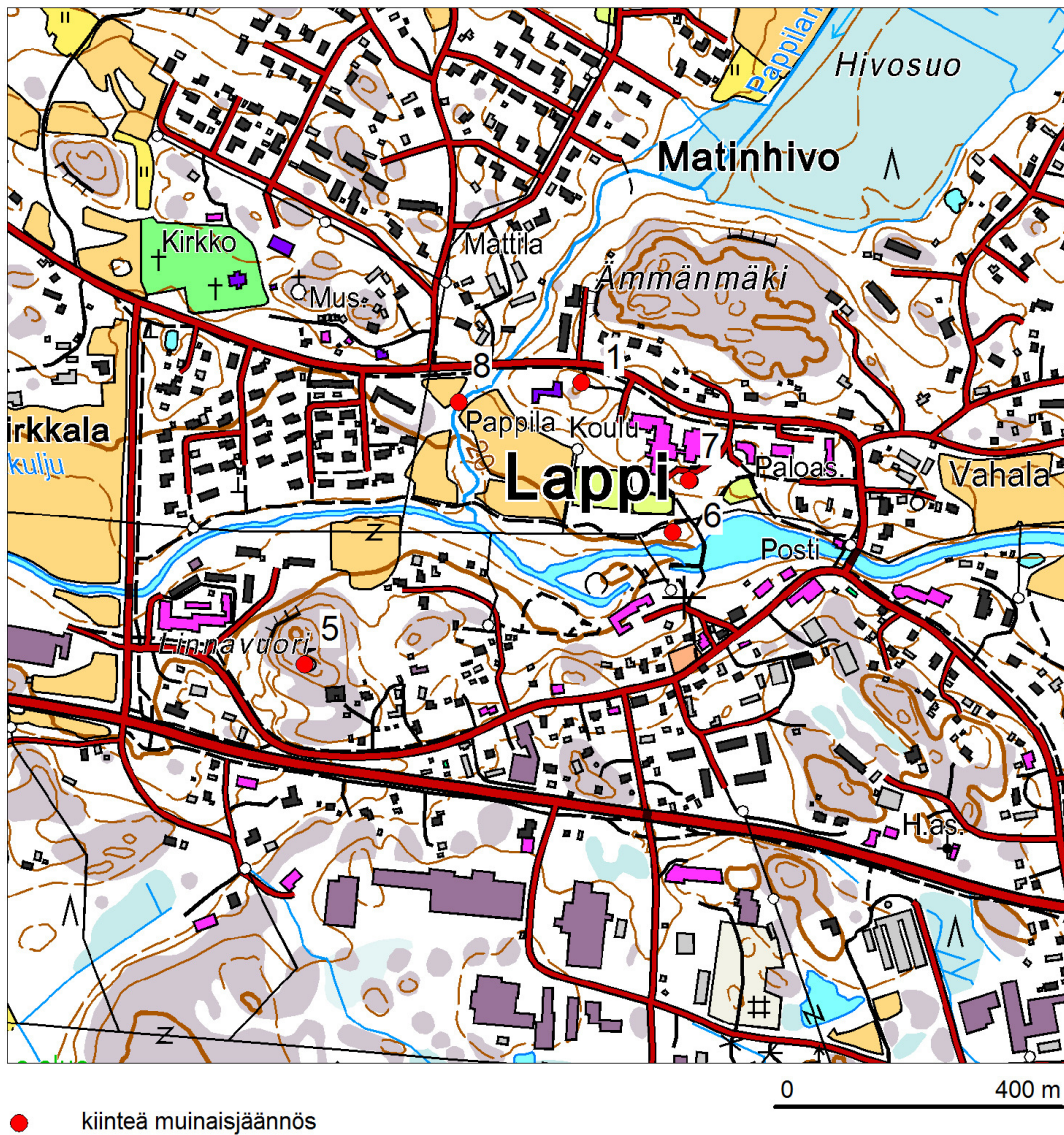 Hivosuo
Pappilan
Matinhivo
Kirkko
Mattila
Mus.
Ämmänmäki
8
1
irkkala
kulju
Pappila
Koulu
20
7
Lappi
Paloas.
Vahala
6
Posti
Linnavuori
5
H.as.
0 400 m
kiinteä muinaisjäännös